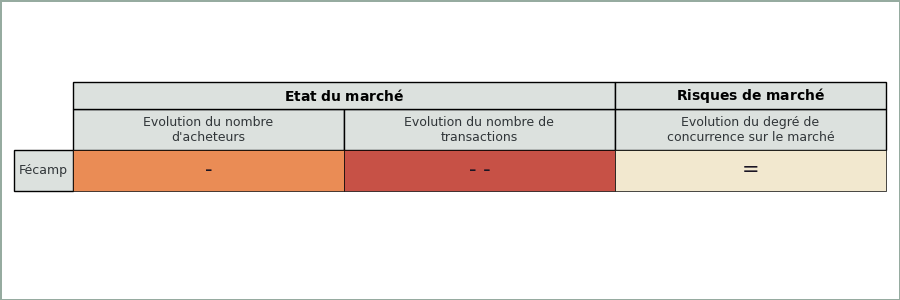 Etat du marché
Risques de marché
Evolution du nombre
d'acheteurs
Evolution du nombre de
transactions
Evolution du degré de
concurrence sur le marché
Fécamp
-
- -
=